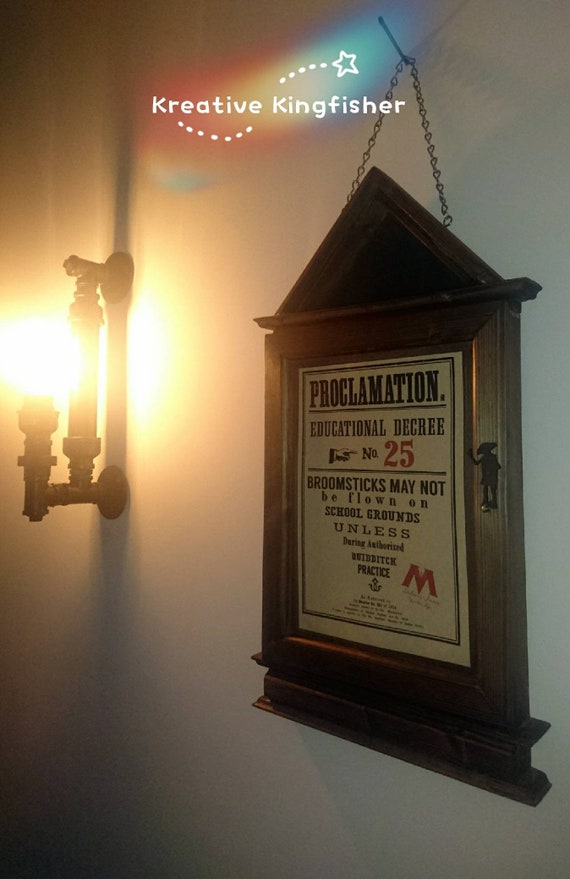 Kreative Kingfisher
PROCLAMATION.
EDUCATIONAL DECREE
No. 25
BROOMSTICKS MAY NOT
be flown on
SCHOOL GROUNDS
UNLESS
During Authorized
QUIDDITCH
PRACTICE
M